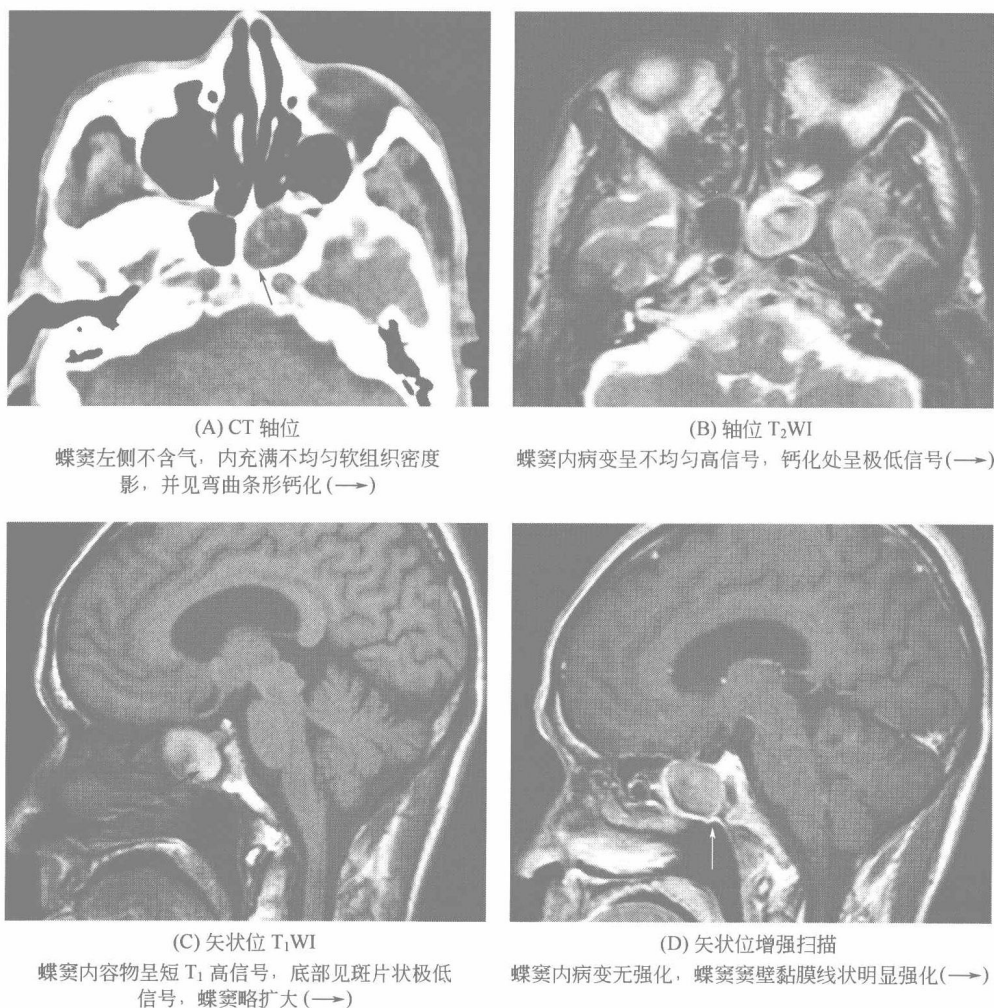 (A) CT 轴位
蝶窦左侧不含气，内充满不均匀软组织密度
影，并见弯曲条形钙化(→)
(B) 轴位 T₂WI
蝶窦内病变呈不均匀高信号，钙化处呈极低信号(→)
(C) 矢状位 T₁WI
蝶窦内容物呈短 T₁ 高信号，底部见斑片状极低
信号，蝶窦略扩大(→)
(D) 矢状位增强扫描
蝶窦内病变无强化，蝶窦窦壁黏膜线状明显强化(→)